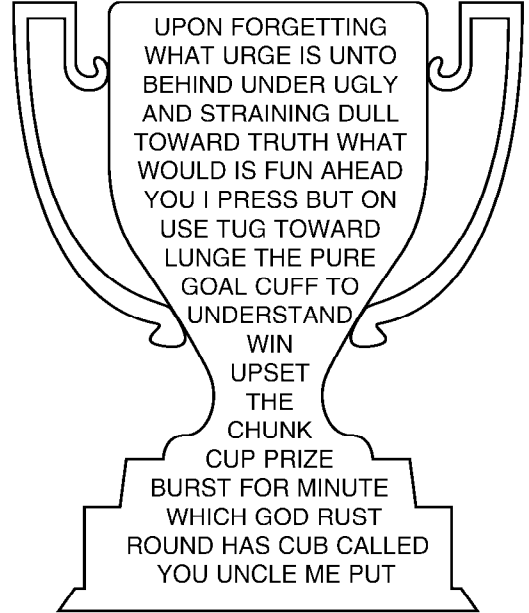 UPON FORGETTING
WHAT URGE IS UNTO
BEHIND UNDER UGLY
AND STRAINING DULL
TOWARD TRUTH WHAT
WOULD IS FUN AHEAD
YOU I PRESS BUT ON
USE TUG TOWARD
LUNGE THE PURE
GOAL CUFF TO
UNDERSTAND
WIN
UPSET
THE
CHUNK
CUP PRIZE
BURST FOR MINUTE
WHICH GOD RUST
ROUND HAS CUB CALLED
YOU UNCLE ME PUT